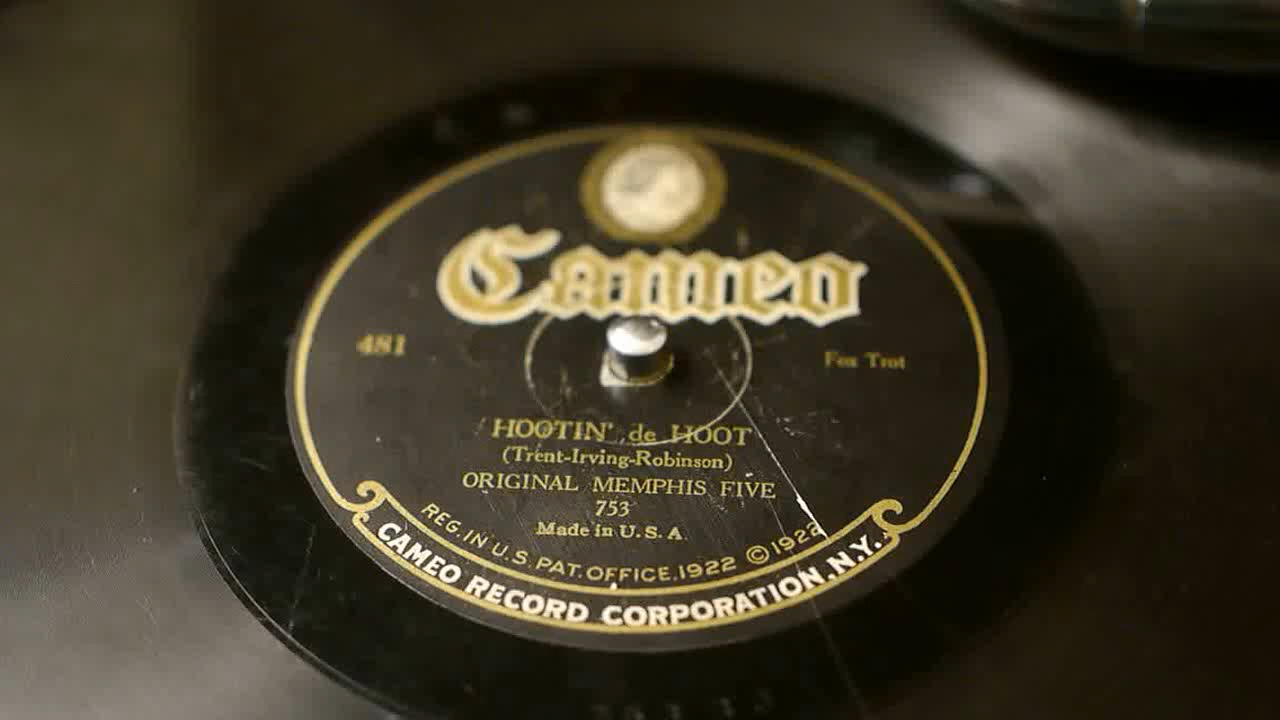 Cameo
481
Fox Trot
HOOTIN' de HOOT
(Trent-Irving-Robinson)
ORIGINAL MEMPHIS FIVE
753
Made in U.S.A
REG. IN U.S. PAT. OFFICE. 1922 © 1922
CAMEO RECORD CORPORATION, N.Y.